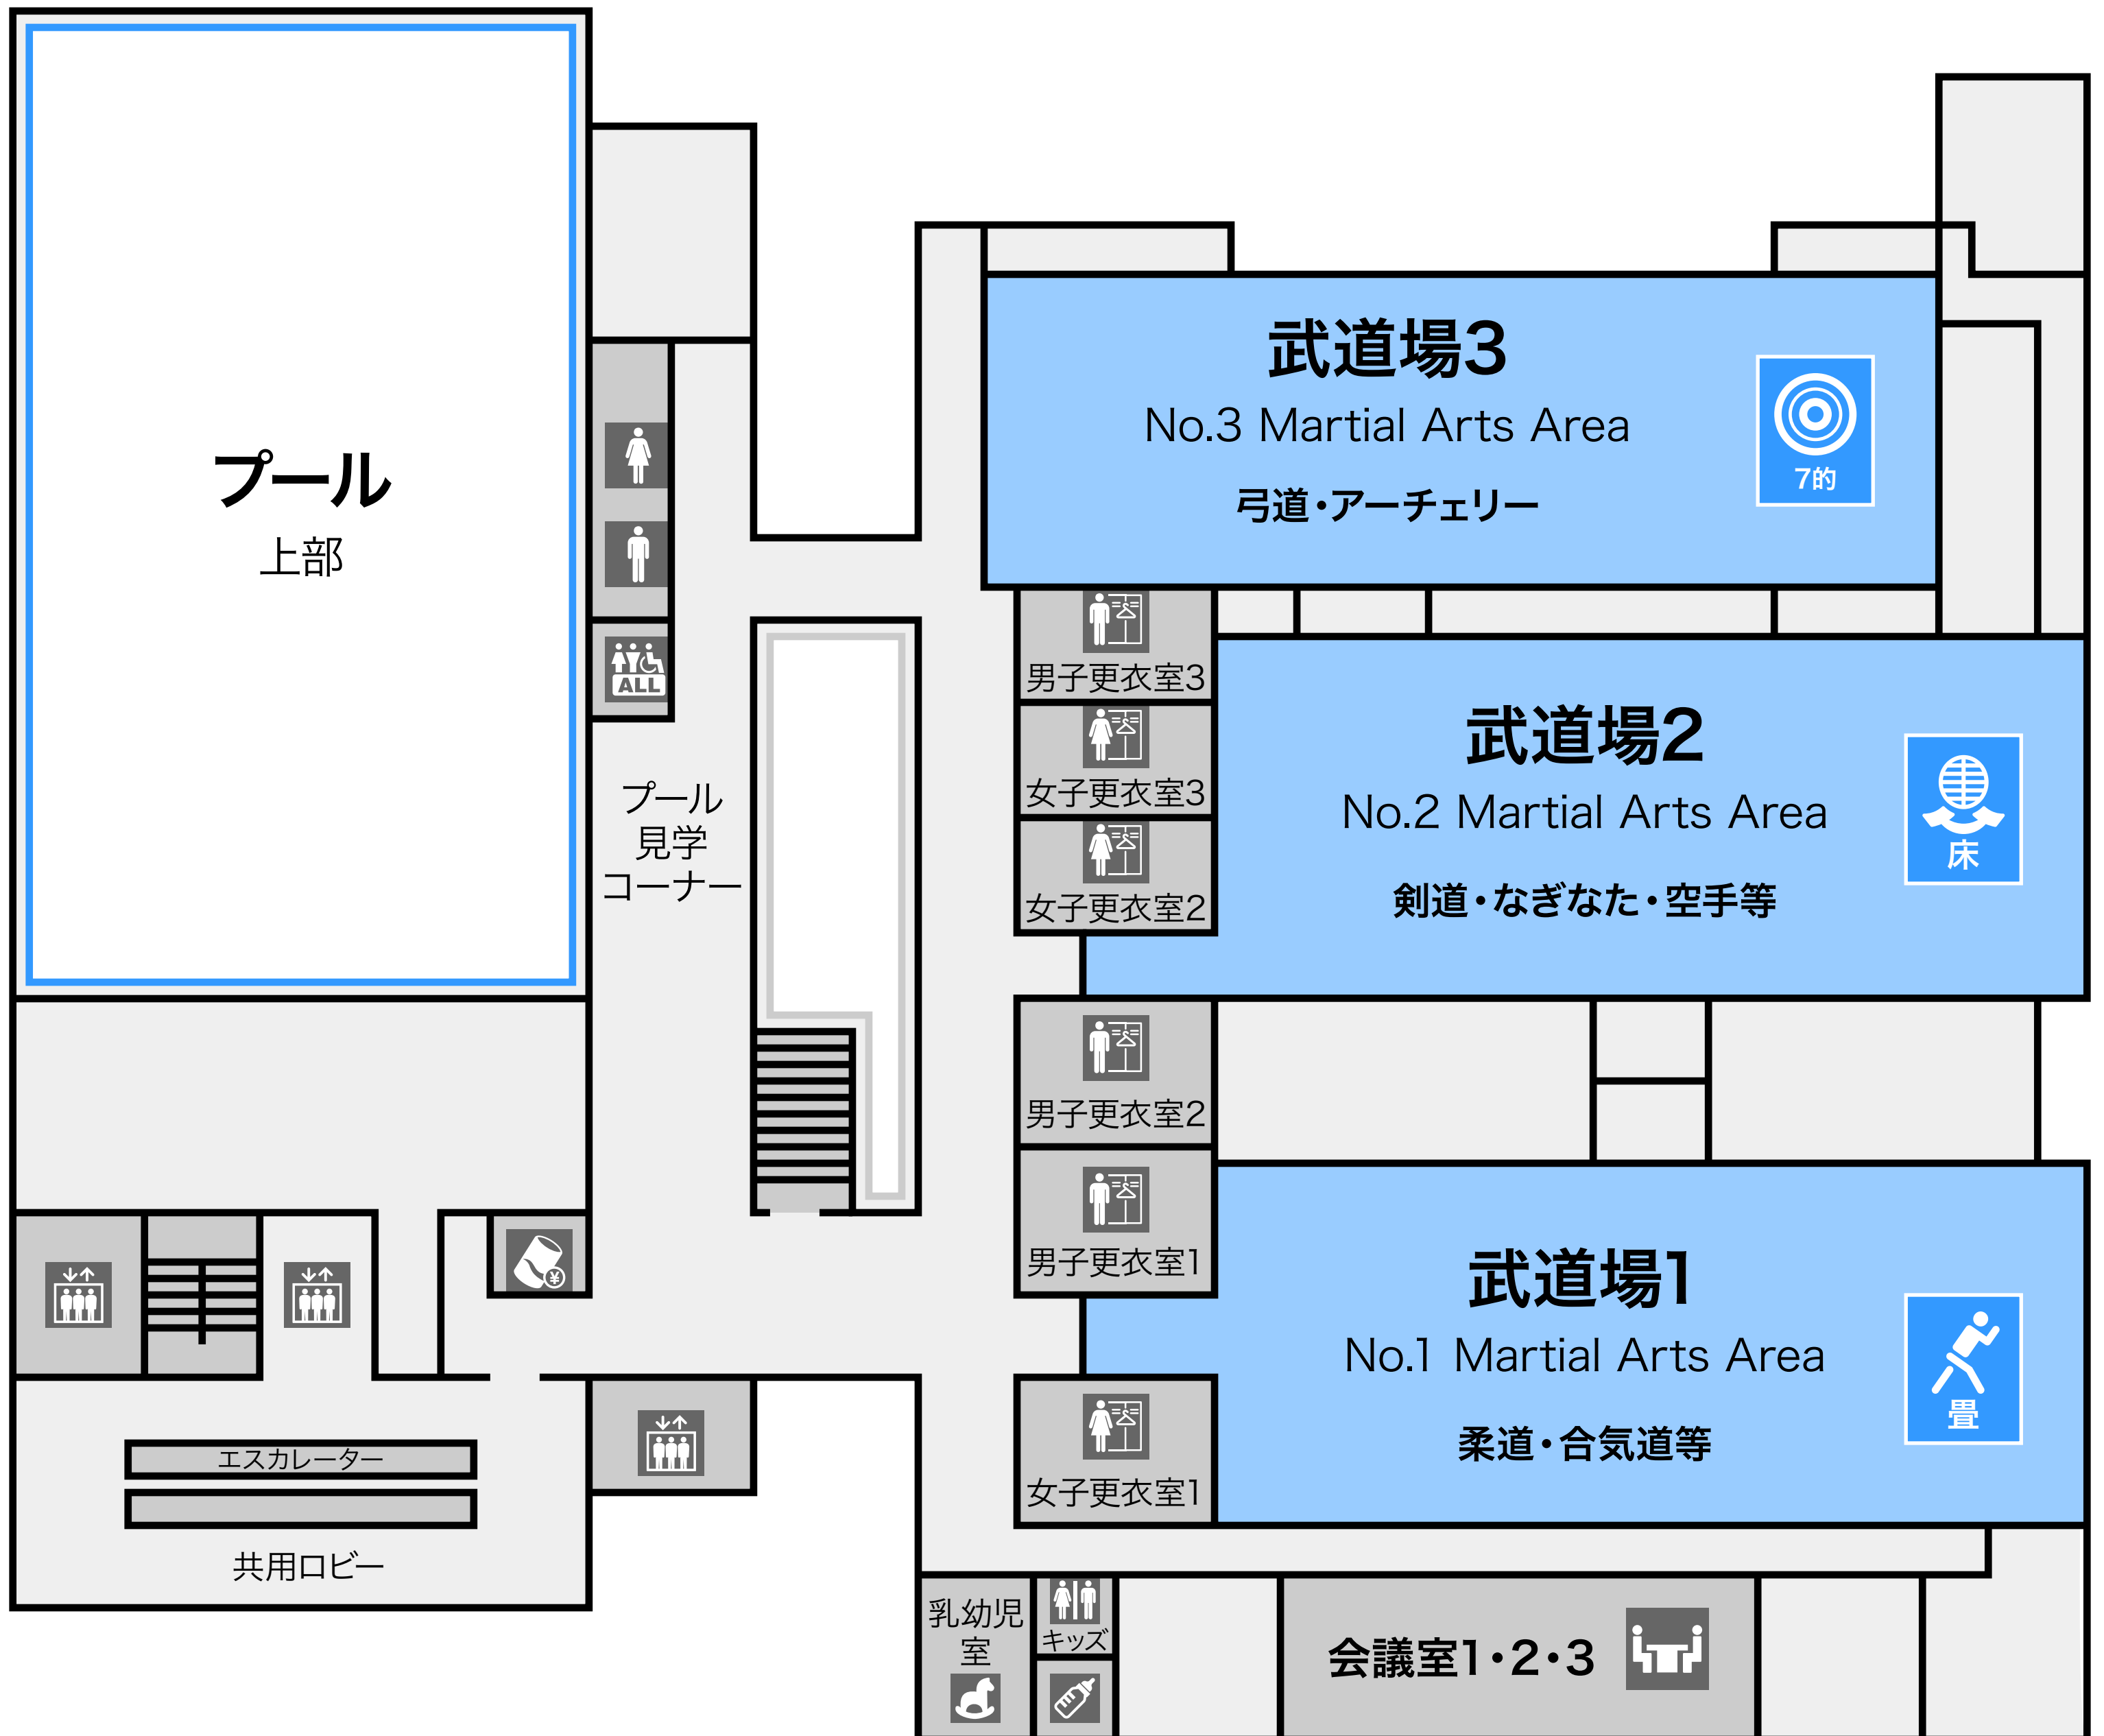 プール
上部
ALL
プール
見学
コーナー
¥
エスカレーター
共用ロビー
武道場3
No.3 Martial Arts Area
弓道・アーチェリー
7的
男子更衣室3
女子更衣室3
女子更衣室2
武道場2
No.2 Martial Arts Area
剣道・なぎなた・空手等
床
男子更衣室2
男子更衣室1
武道場1
No.1 Martial Arts Area
柔道・合気道等
畳
女子更衣室1
乳幼児
室
キッズ
会議室1・2・3